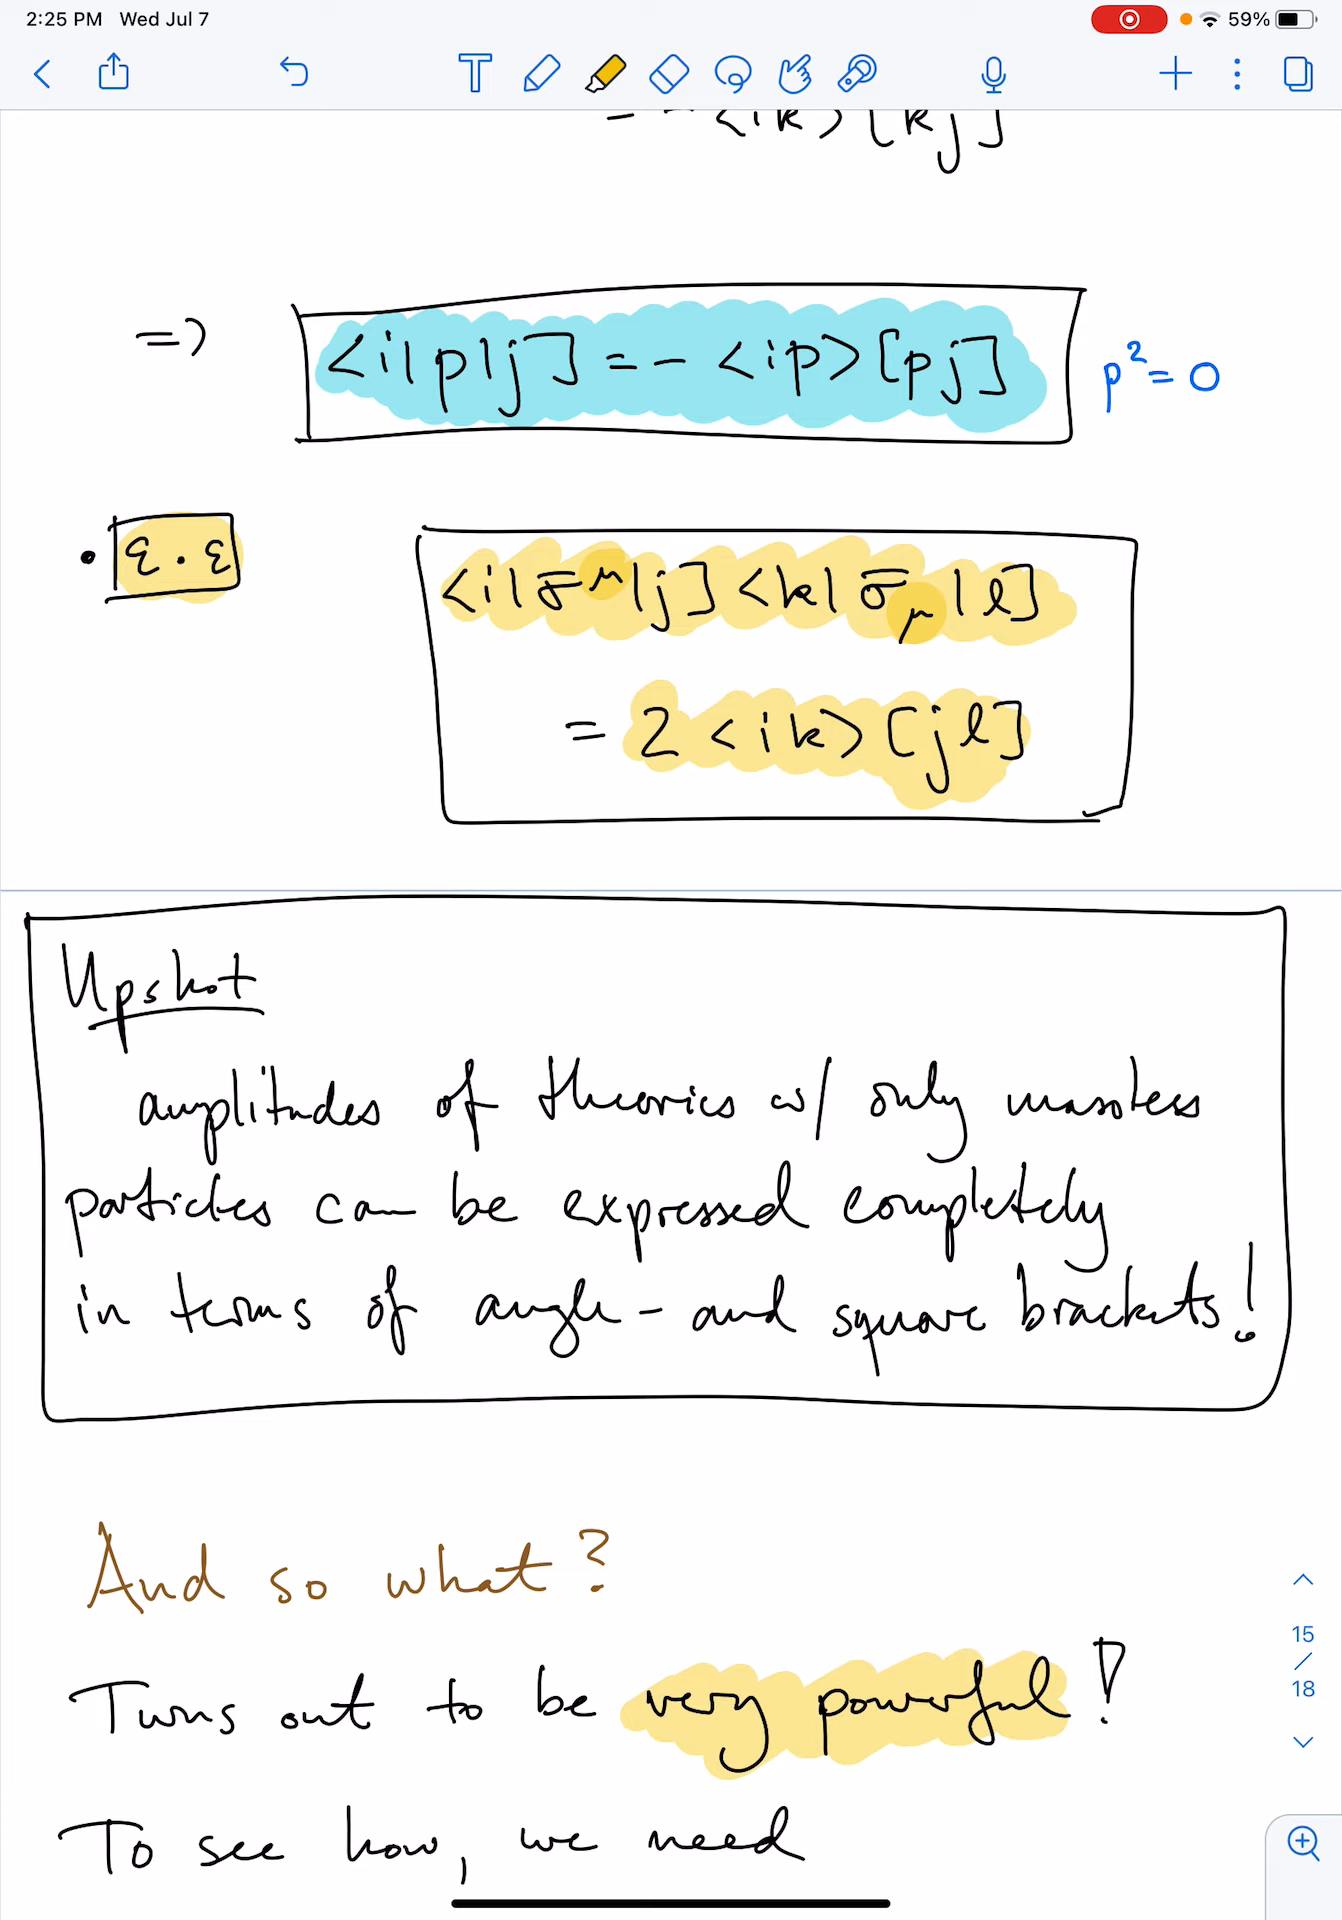 2:25 PM Wed Jul 7
59%
T
= - <ik> [kj]
=> <i|p|j] = - <ip> [pj] p² = 0
• ε · ε
<i|σ̄^μ|j] <k|σ̄_μ|l]
= 2 <ik> [jl]
Upshot
amplitudes of theories w/ only massless
particles can be expressed completely
in terms of angle- and square brackets!
And so what?
15
/
18
Turns out to be very powerful!
To see how, we need